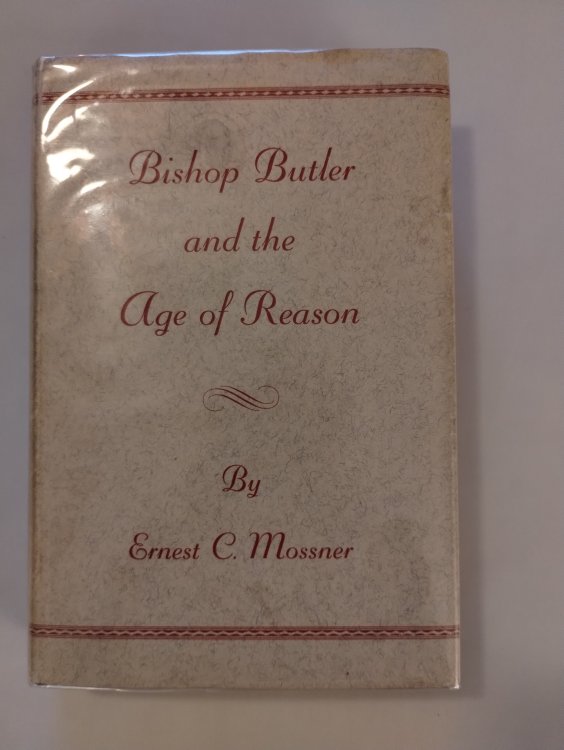 Bishop Butler
and the
Age of Reason
By
Ernest C. Mossner